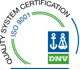 QUALITY SYSTEM CERTIFICATION
ISO 9001
DNV